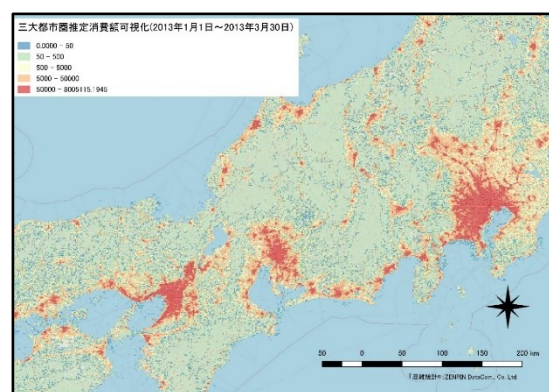 三大都市圏推定消費額可視化(2013年1月1日～2013年3月30日)
0.0000 - 50
50 - 500
500 - 5000
5000 - 50000
50000 - 8005115.1945
50 0 50 100 150 200 km
「混雑統計®」ZENRIN DataCom Co., Ltd